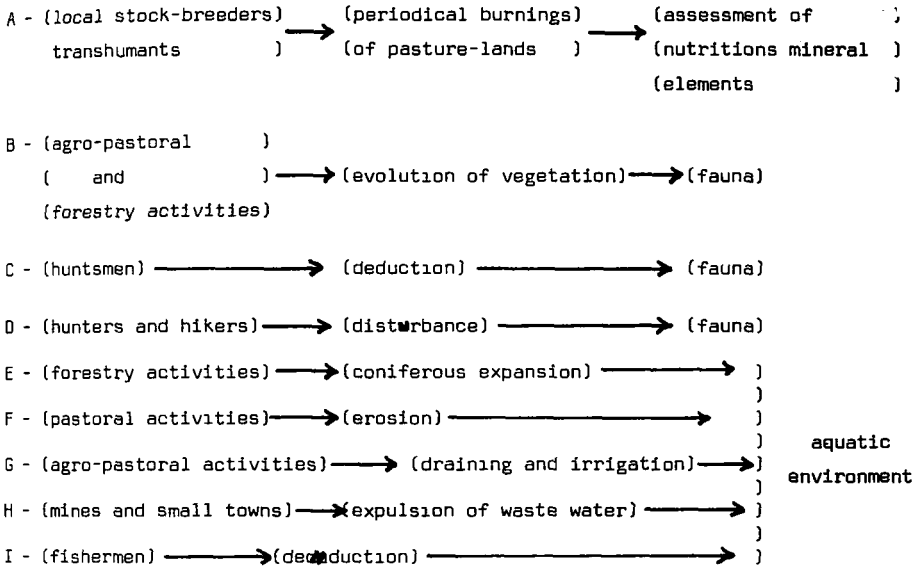 A - (local stock-breeders) (periodical burnings) (assessment of )
transhumants ) (of pasture-lands ) (nutritions mineral )
(elements )
B - (agro-pastoral )
( and ) (evolution of vegetation) (fauna)
(forestry activities)
C - (huntsmen) (deduction) (fauna)
D - (hunters and hikers) (disturbance) (fauna)
E - (forestry activities) (coniferous expansion) )
)
F - (pastoral activities) (erosion) )
) aquatic
G - (agro-pastoral activities) (draining and irrigation) )
) environment
H - (mines and small towns) (expulsion of waste water) )
)
I - (fishermen) )